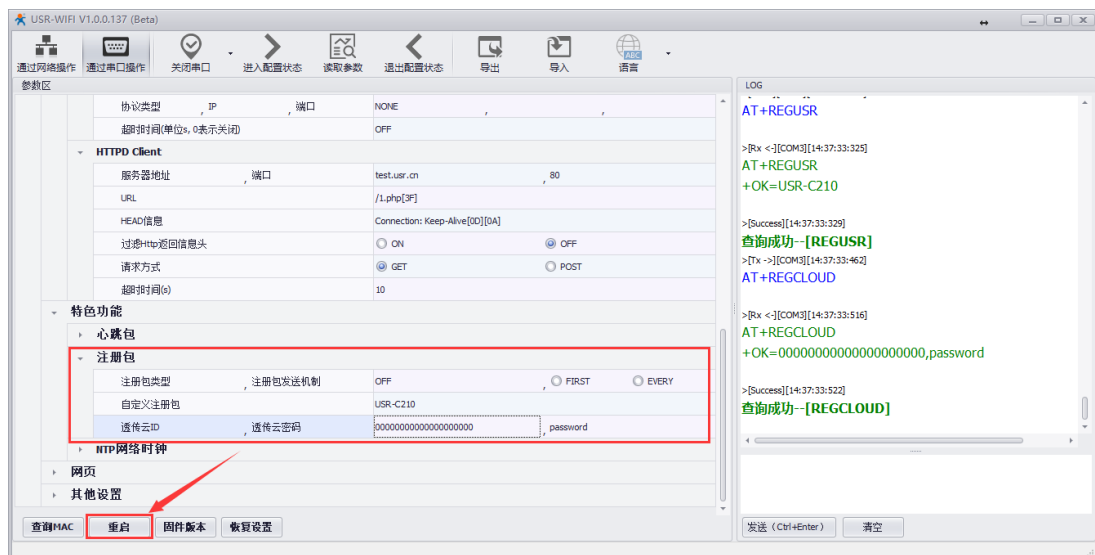 USR-WIFI V1.0.0.137 (Beta)
通过网络操作 通过串口操作 关闭串口 进入配置状态 读取参数 退出配置状态 导出 导入 ABC 语言
参数区
协议类型 , IP , 端口 NONE , ,
超时时间(单位s, 0表示关闭) OFF
HTTPD Client
服务器地址 , 端口 test.usr.cn , 80
URL /1.php[3F]
HEAD信息 Connection: Keep-Alive[0D][0A]
过滤Http返回信息头 ON OFF
请求方式 GET POST
超时时间(s) 10
特色功能
心跳包
注册包
注册包类型 , 注册包发送机制 OFF , FIRST EVERY
自定义注册包 USR-C210
透传云ID , 透传云密码 00000000000000000000 , password
NTP网络时钟
网页
其他设置
查询MAC 重启 固件版本 恢复设置
LOG
AT+REGUSR
>[Rx <-][COM3][14:37:33:325]
AT+REGUSR
+OK=USR-C210
>[Success][14:37:33:329]
查询成功--[REGUSR]
>[Tx ->][COM3][14:37:33:462]
AT+REGCLOUD
>[Rx <-][COM3][14:37:33:516]
AT+REGCLOUD
+OK=00000000000000000000,password
>[Success][14:37:33:522]
查询成功--[REGCLOUD]
发送（Ctrl+Enter） 清空